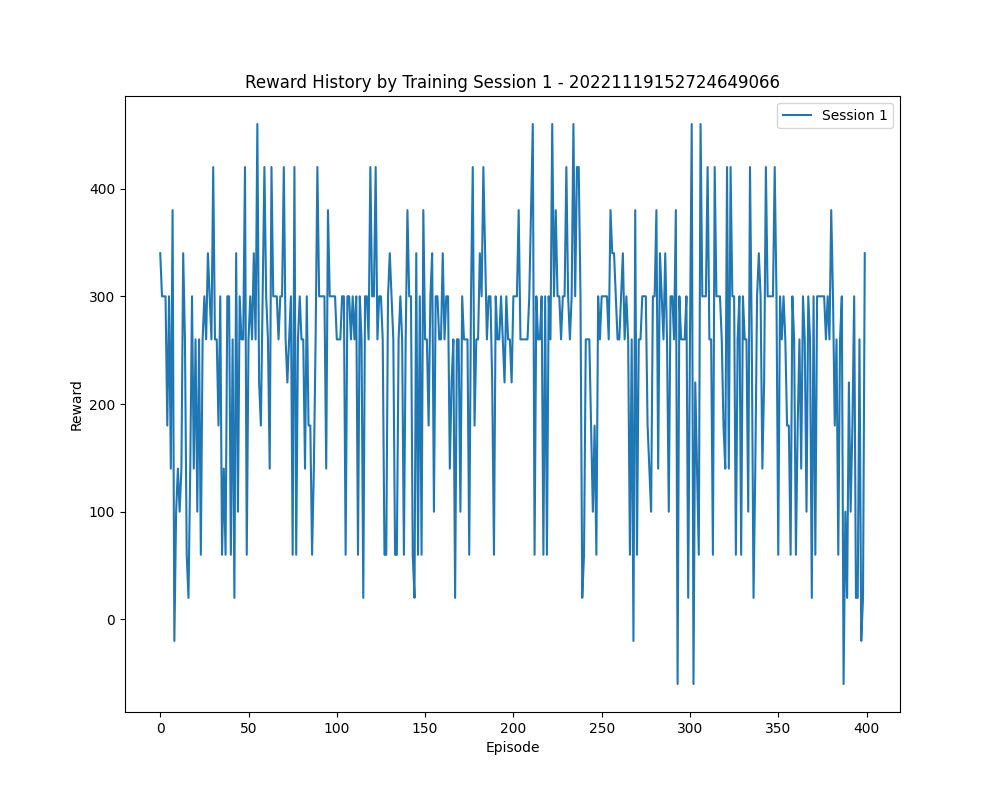 Reward History by Training Session 1 - 20221119152724649066
Session 1
400
300
200
100
0
Reward
0 50 100 150 200 250 300 350 400
Episode